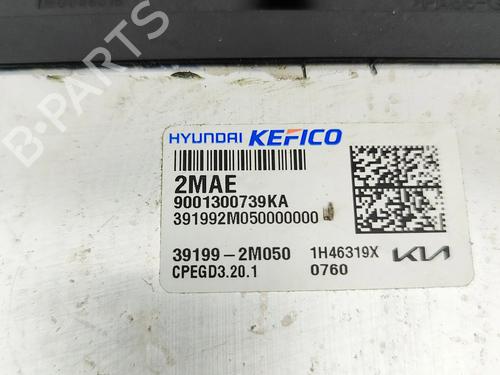 B-PARTS
HYUNDAI KEFICO
2MAE
9001300739KA
391992M050000000
39199-2M050 1H46319X KIA
CPEGD3.20.1 0760